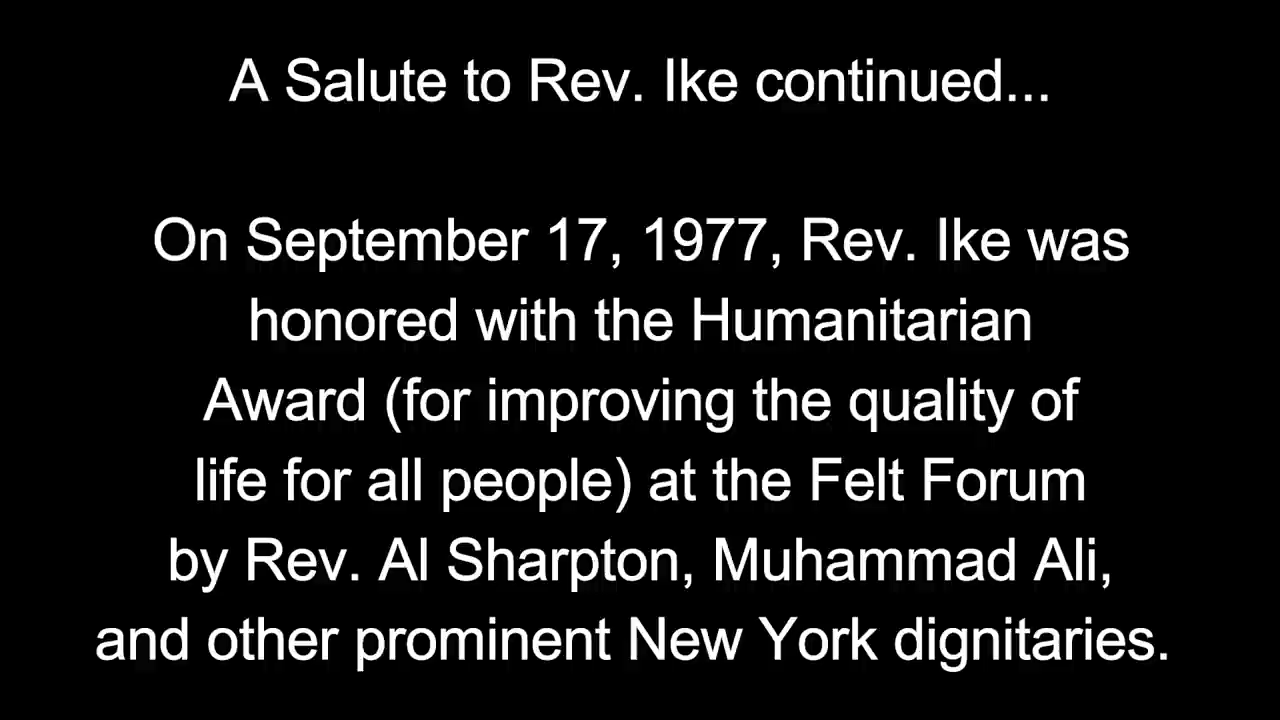 A Salute to Rev. Ike continued...
On September 17, 1977, Rev. Ike was
honored with the Humanitarian
Award (for improving the quality of
life for all people) at the Felt Forum
by Rev. Al Sharpton, Muhammad Ali,
and other prominent New York dignitaries.